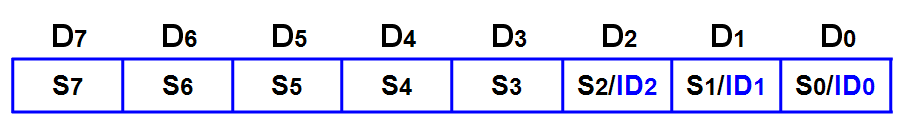 D7 D6 D5 D4 D3 D2 D1 D0
S7 S6 S5 S4 S3 S2/ID2 S1/ID1 S0/ID0